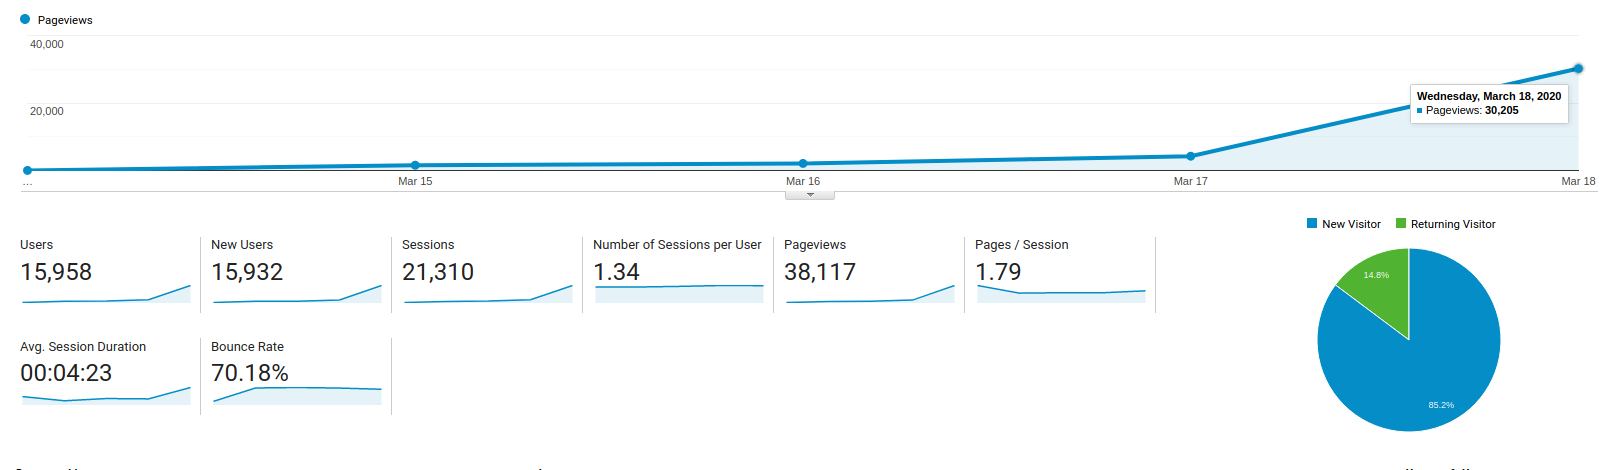 Pageviews
40,000
20,000
Wednesday, March 18, 2020
Pageviews: 30,205
... Mar 15 Mar 16 Mar 17 Mar 18
New Visitor Returning Visitor
Users New Users Sessions Number of Sessions per User Pageviews Pages / Session
15,958 15,932 21,310 1.34 38,117 1.79
14.8%
Avg. Session Duration Bounce Rate
00:04:23 70.18%
85.2%